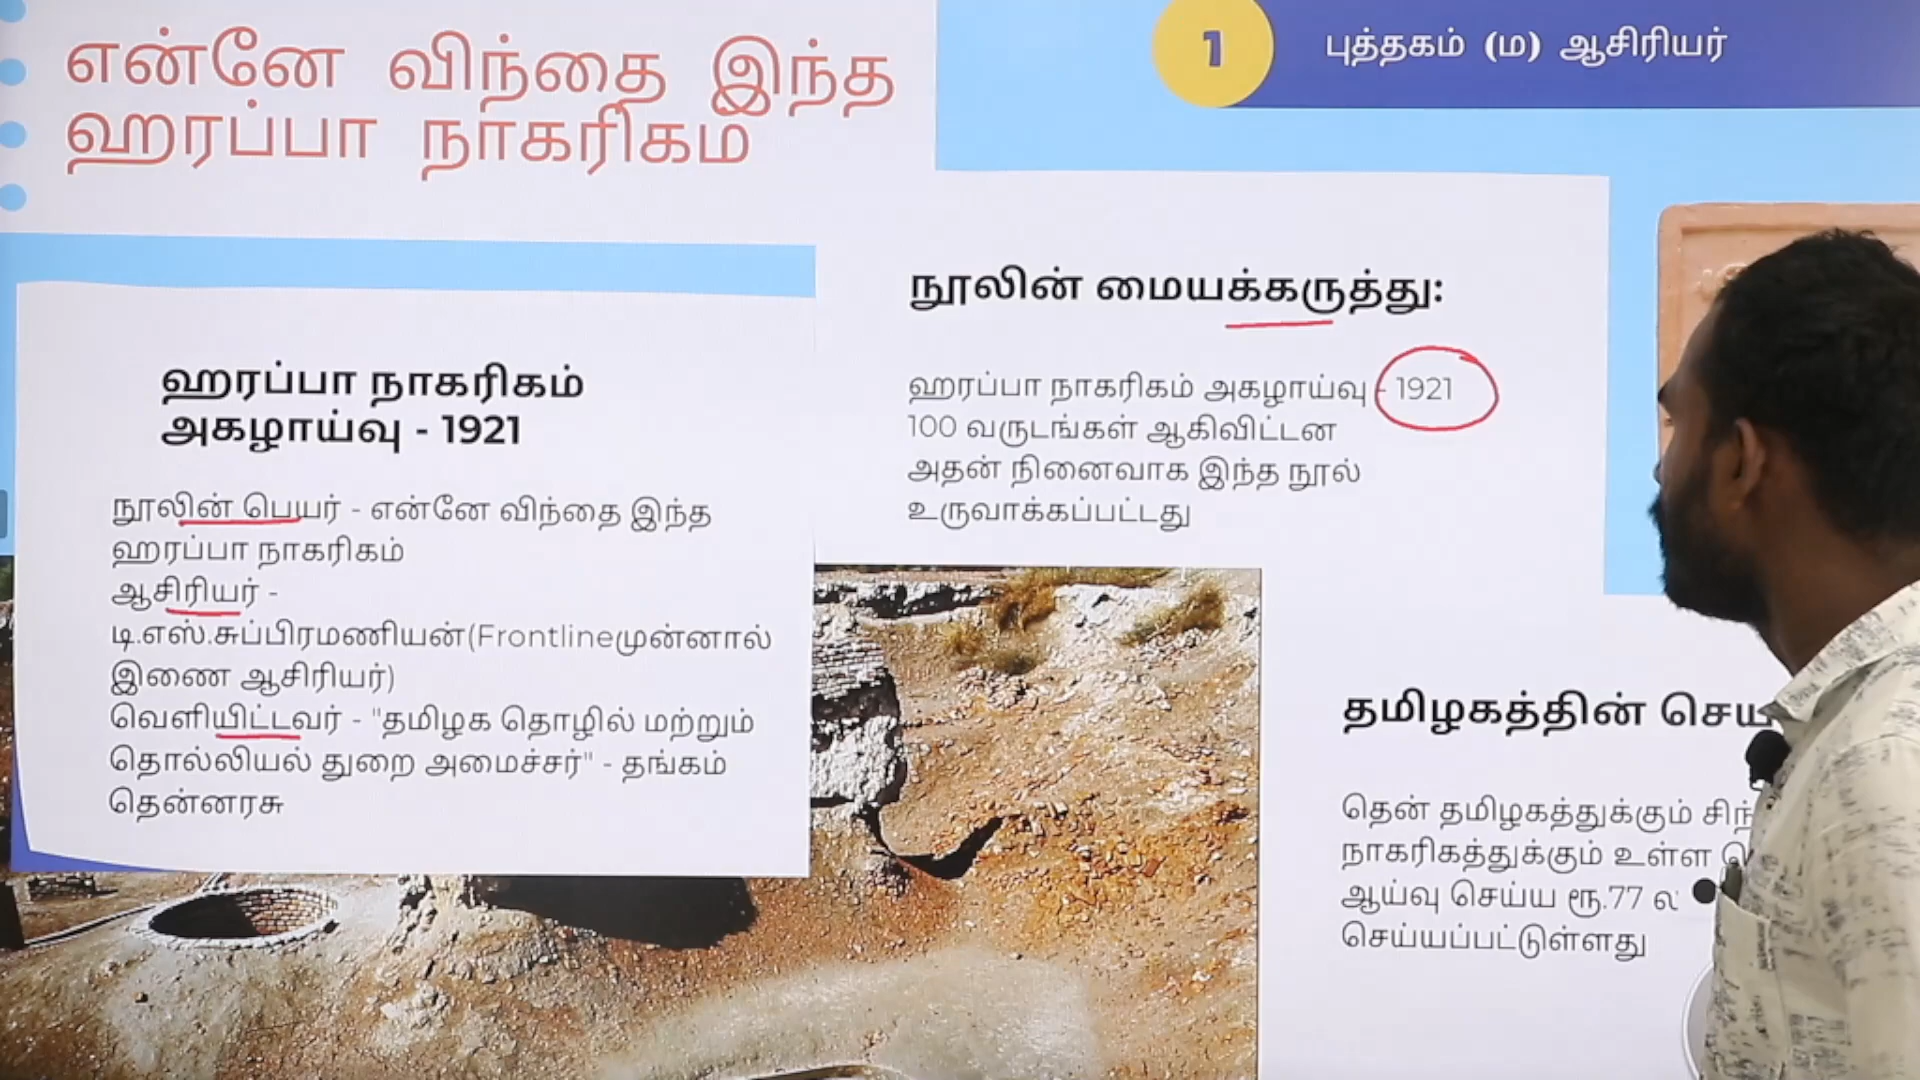 என்னே விந்தை இந்த
ஹரப்பா நாகரிகம்
1
புத்தகம் (ம) ஆசிரியர்
ஹரப்பா நாகரிகம்
அகழாய்வு - 1921
நூலின் பெயர் - என்னே விந்தை இந்த
ஹரப்பா நாகரிகம்
ஆசிரியர் -
டி.எஸ்.சுப்பிரமணியன்(Frontlineமுன்னால்
இணை ஆசிரியர்)
வெளியிட்டவர் - "தமிழக தொழில் மற்றும்
தொல்லியல் துறை அமைச்சர்" - தங்கம்
தென்னரசு
நூலின் மையக்கருத்து:
ஹரப்பா நாகரிகம் அகழாய்வு - 1921
100 வருடங்கள் ஆகிவிட்டன
அதன் நினைவாக இந்த நூல்
உருவாக்கப்பட்டது
தமிழகத்தின்
தென் தமிழகத்துக்கும்
நாகரிகத்துக்கும் உள்ள
ஆய்வு செய்ய ரூ.77
செய்யப்பட்டுள்ளது